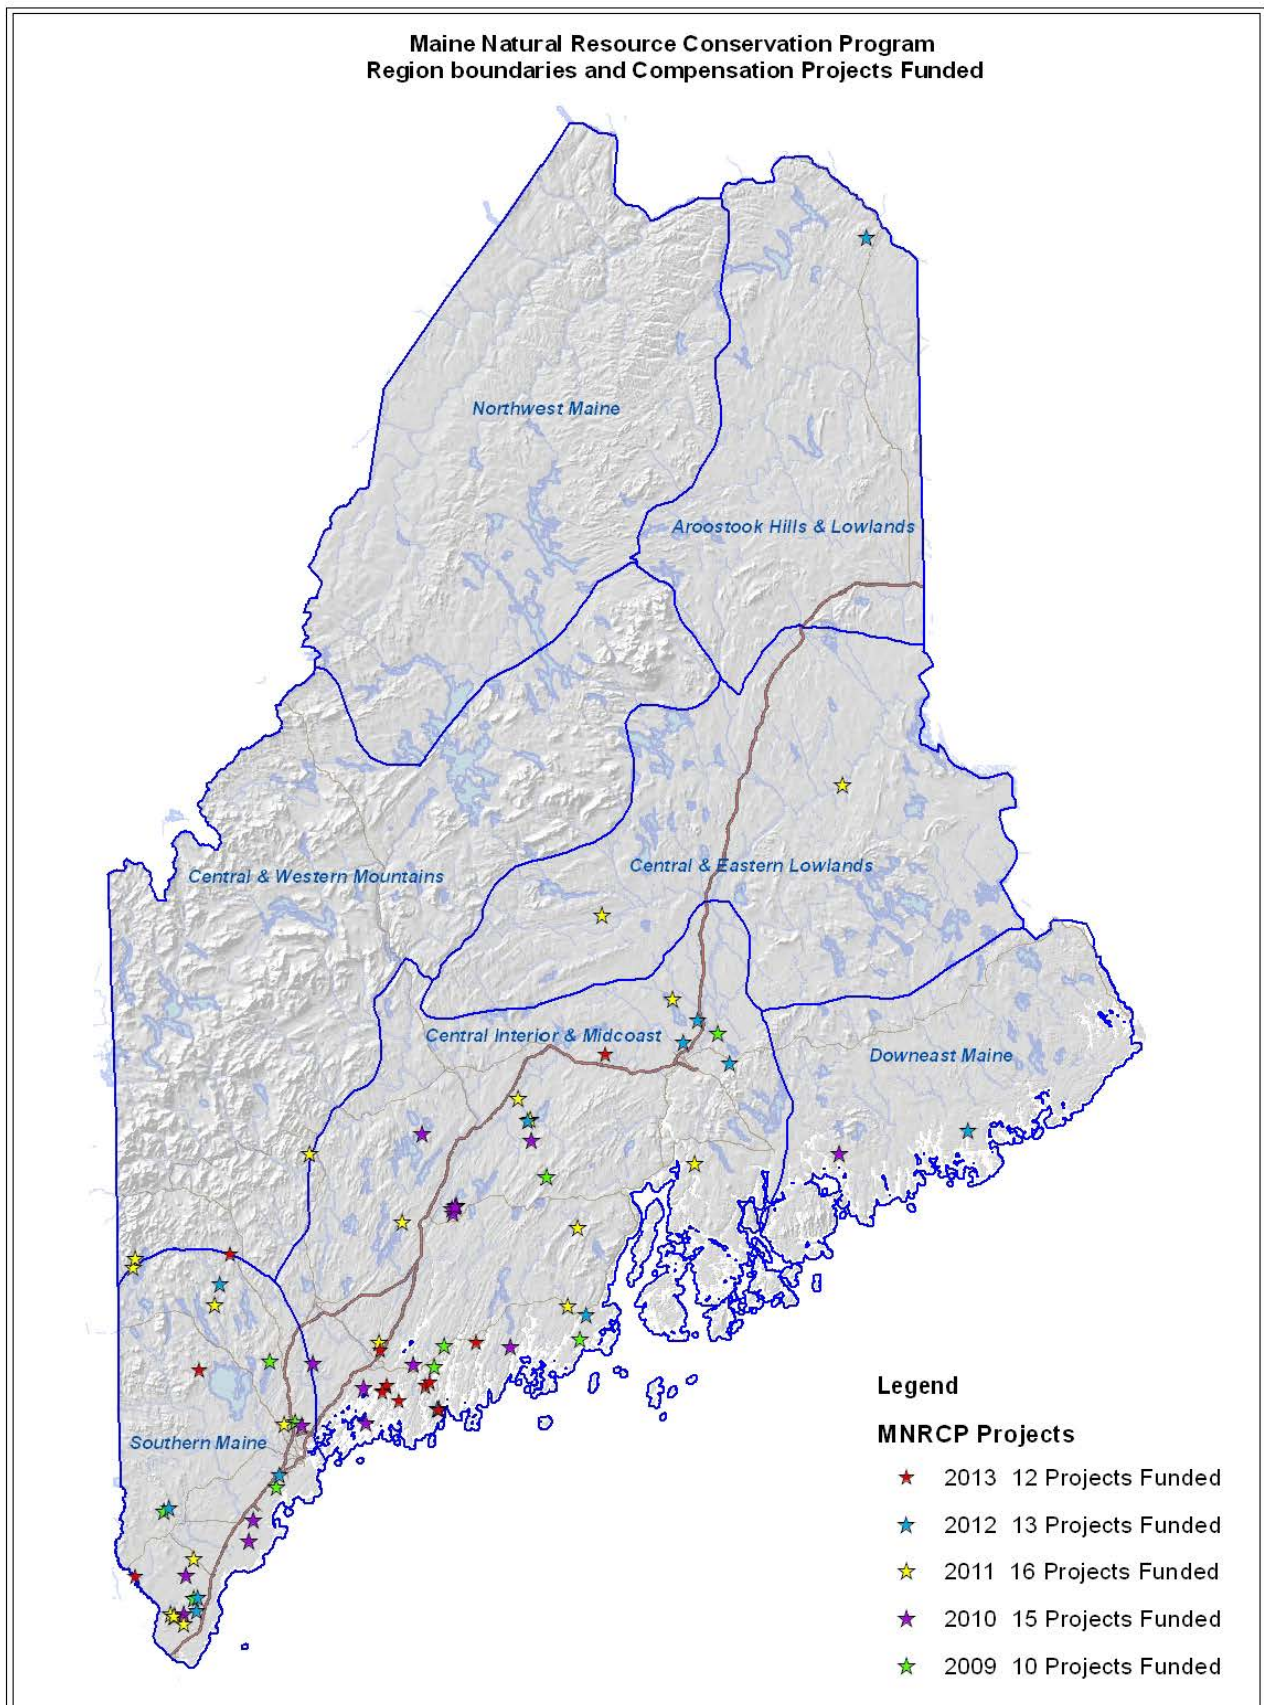 Maine Natural Resource Conservation Program
Region boundaries and Compensation Projects Funded
Northwest Maine
Aroostook Hills & Lowlands
Central & Eastern Lowlands
Central & Western Mountains
Central Interior & Midcoast
Downeast Maine
Southern Maine
Legend
MNRCP Projects
2013 12 Projects Funded
2012 13 Projects Funded
2011 16 Projects Funded
2010 15 Projects Funded
2009 10 Projects Funded